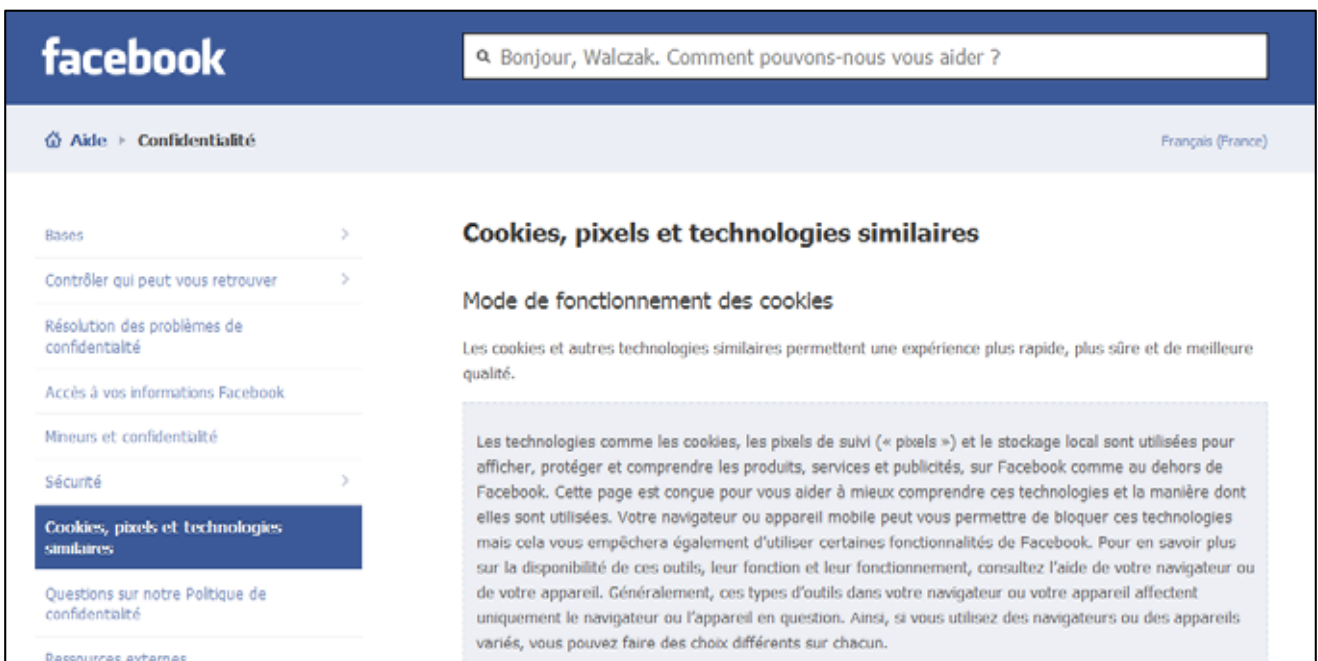 facebook
Bonjour, Walczak. Comment pouvons-nous vous aider ?
Aide ▸ Confidentialité
Français (France)
Bases
Contrôler qui peut vous retrouver
Résolution des problèmes de
confidentialité
Accès à vos informations Facebook
Mineurs et confidentialité
Sécurité
Cookies, pixels et technologies
similaires
Questions sur notre Politique de
confidentialité
Ressources externes
Cookies, pixels et technologies similaires
Mode de fonctionnement des cookies
Les cookies et autres technologies similaires permettent une expérience plus rapide, plus sûre et de meilleure
qualité.
Les technologies comme les cookies, les pixels de suivi (« pixels ») et le stockage local sont utilisées pour
afficher, protéger et comprendre les produits, services et publicités, sur Facebook comme au dehors de
Facebook. Cette page est conçue pour vous aider à mieux comprendre ces technologies et la manière dont
elles sont utilisées. Votre navigateur ou appareil mobile peut vous permettre de bloquer ces technologies
mais cela vous empêchera également d'utiliser certaines fonctionnalités de Facebook. Pour en savoir plus
sur la disponibilité de ces outils, leur fonction et leur fonctionnement, consultez l'aide de votre navigateur ou
de votre appareil. Généralement, ces types d'outils dans votre navigateur ou votre appareil affectent
uniquement le navigateur ou l'appareil en question. Ainsi, si vous utilisez des navigateurs ou des appareils
variés, vous pouvez faire des choix différents sur chacun.